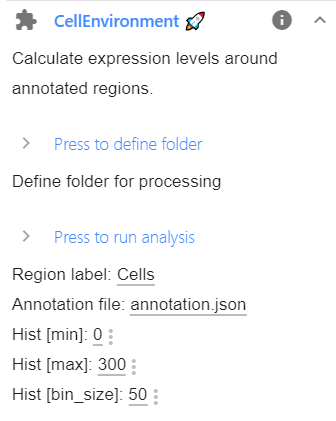 CellEnvironment 🚀
Calculate expression levels around
annotated regions.
Press to define folder
Define folder for processing
Press to run analysis
Region label: Cells
Annotation file: annotation.json
Hist [min]: 0
Hist [max]: 300
Hist [bin_size]: 50